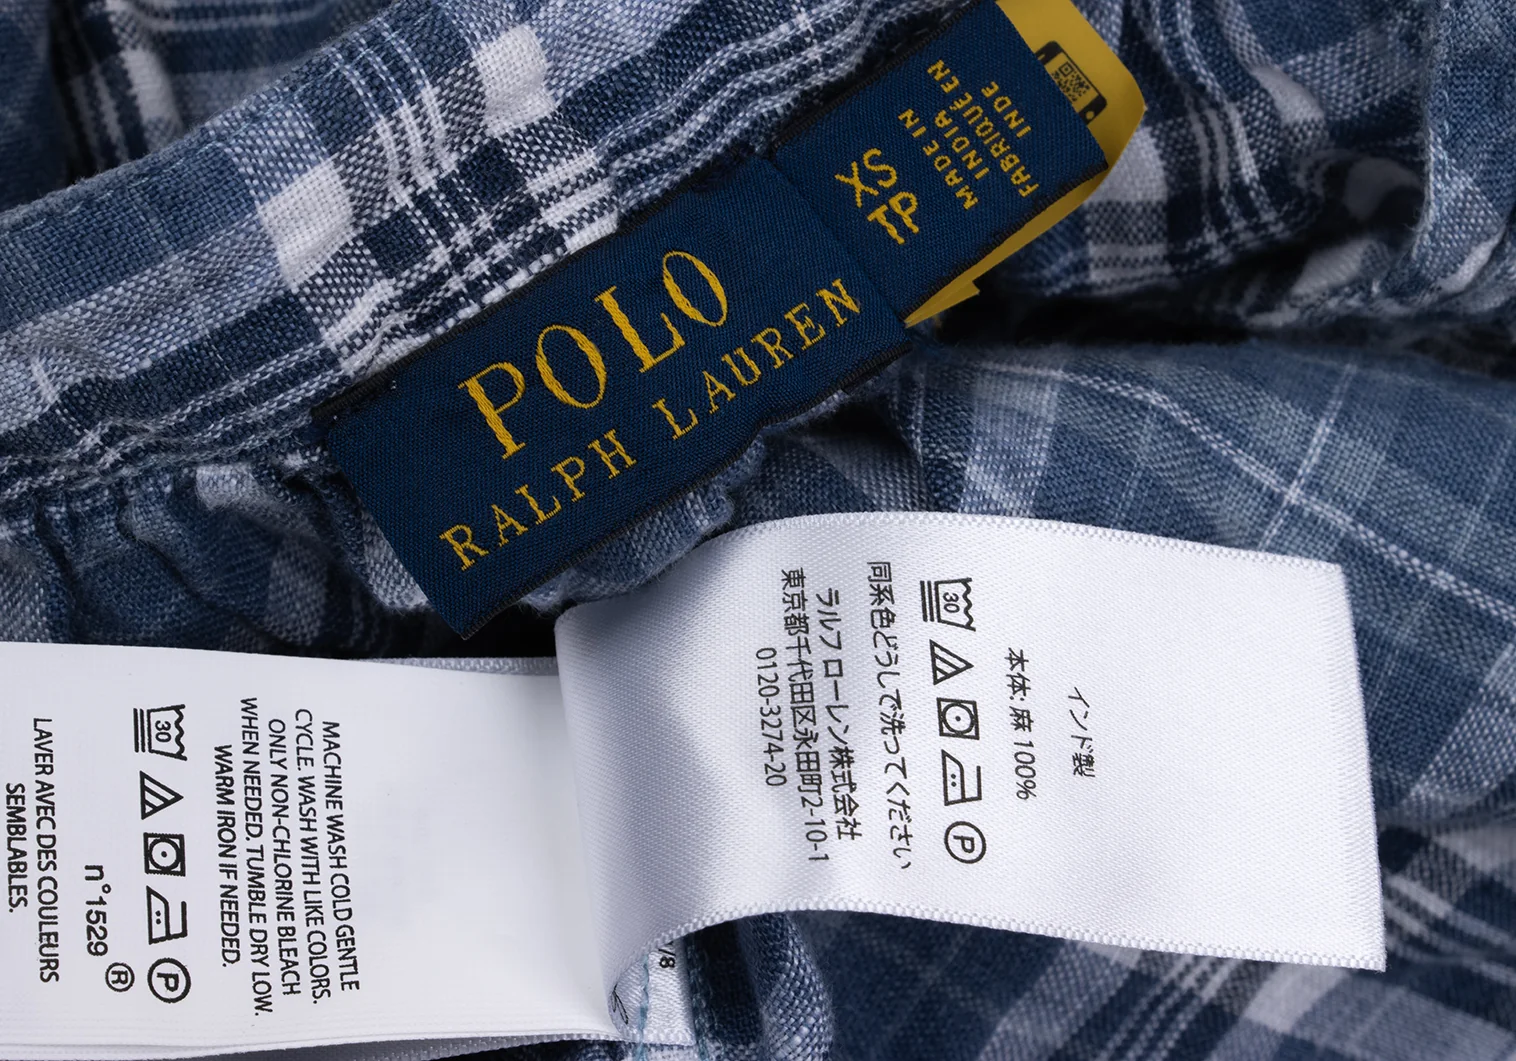 POLO
RALPH LAUREN
XS
TP
MADE IN
INDIA
FABRIQUÉ EN
INDE
インド製
本体: 麻 100%
30
P
同系色どうしで洗ってください
ラルフ ローレン株式会社
東京都千代田区永田町2-10-1
0120-3274-20
MACHINE WASH COLD GENTLE
CYCLE. WASH WITH LIKE COLORS.
ONLY NON-CHLORINE BLEACH
WHEN NEEDED. TUMBLE DRY LOW.
WARM IRON IF NEEDED.
30
P
n°1529 ®
LAVER AVEC DES COULEURS
SEMBLABLES.